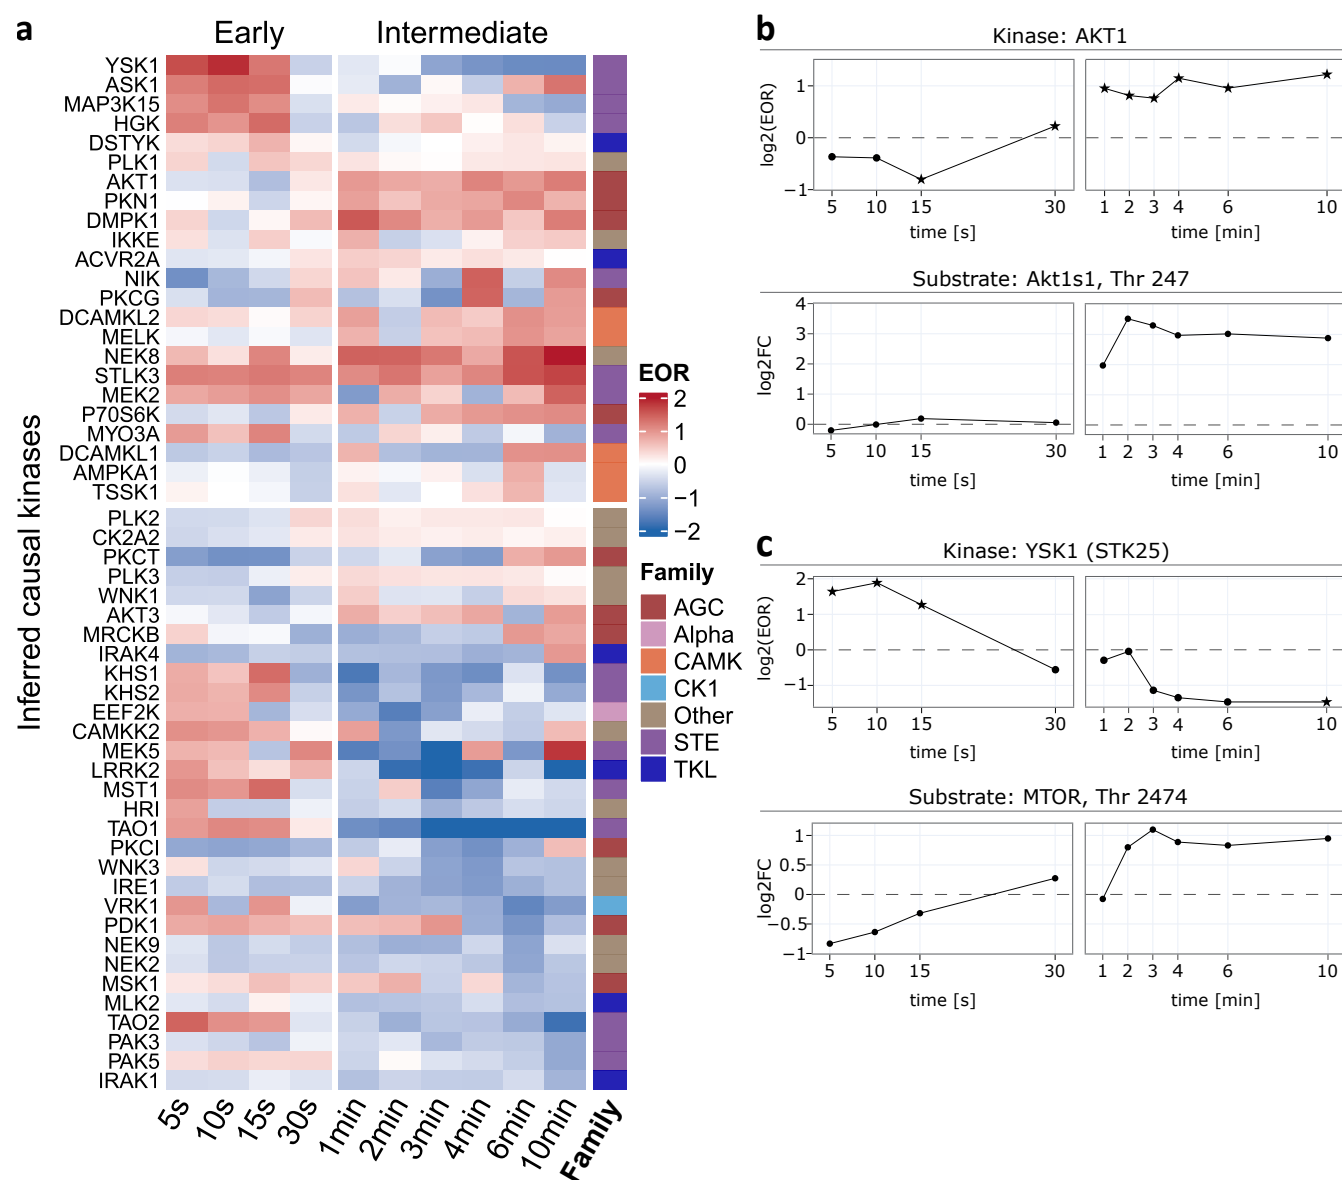 a
Early
Intermediate
Inferred causal kinases
YSK1
ASK1
MAP3K15
HGK
DSTYK
PLK1
AKT1
PKN1
DMPK1
IKKE
ACVR2A
NIK
PKCG
DCAMKL2
MELK
NEK8
STLK3
MEK2
P70S6K
MYO3A
DCAMKL1
AMPKA1
TSSK1
PLK2
CK2A2
PKCT
PLK3
WNK1
AKT3
MRCKB
IRAK4
KHS1
KHS2
EEF2K
CAMKK2
MEK5
LRRK2
MST1
HRI
TAO1
PKCI
WNK3
IRE1
VRK1
PDK1
NEK9
NEK2
MSK1
MLK2
TAO2
PAK3
PAK5
IRAK1
5s 10s 15s 30s 1min 2min 3min 4min 6min 10min Family
EOR
2
1
0
−1
−2
Family
AGC
Alpha
CAMK
CK1
Other
STE
TKL
b
Kinase: AKT1
log2(EOR)
1
0
−1
5 10 15 30
1 2 3 4 6 10
time [s]
time [min]
Substrate: Akt1s1, Thr 247
log2FC
4
3
2
1
0
5 10 15 30
1 2 3 4 6 10
time [s]
time [min]
c
Kinase: YSK1 (STK25)
log2(EOR)
2
1
0
−1
5 10 15 30
1 2 3 4 6 10
time [s]
time [min]
Substrate: MTOR, Thr 2474
log2FC
1
0.5
0
−0.5
−1
5 10 15 30
1 2 3 4 6 10
time [s]
time [min]